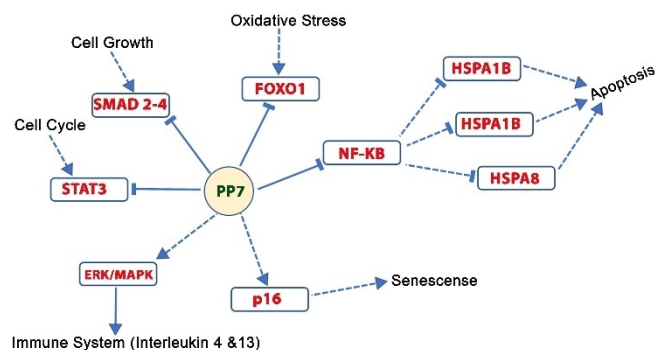 Oxidative Stress
Cell Growth
HSPA1B
FOXO1
Apoptosis
SMAD 2-4
Cell Cycle
HSPA1B
NF-KB
STAT3
PP7
HSPA8
ERK/MAPK
Senescense
p16
Immune System (Interleukin 4 &13)